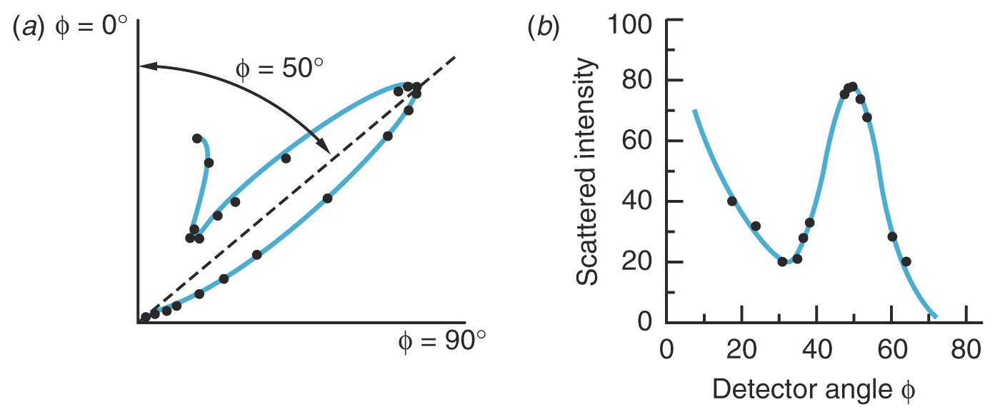 (a) ϕ = 0°
ϕ = 50°
ϕ = 90°
(b)
Scattered intensity
100
80
60
40
20
0
0 20 40 60 80
Detector angle ϕ